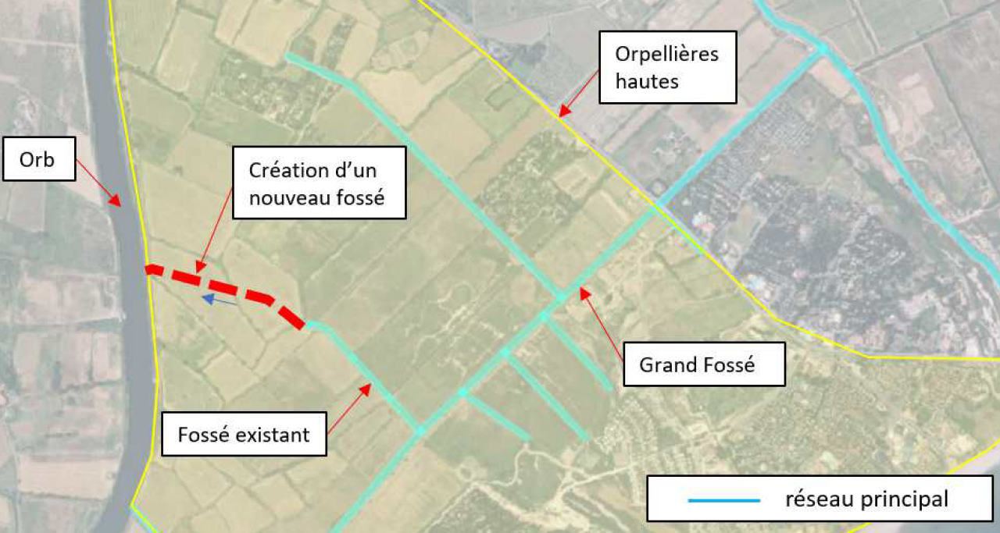 Orpellières
hautes
Orb
Création d'un
nouveau fossé
Grand Fossé
Fossé existant
réseau principal